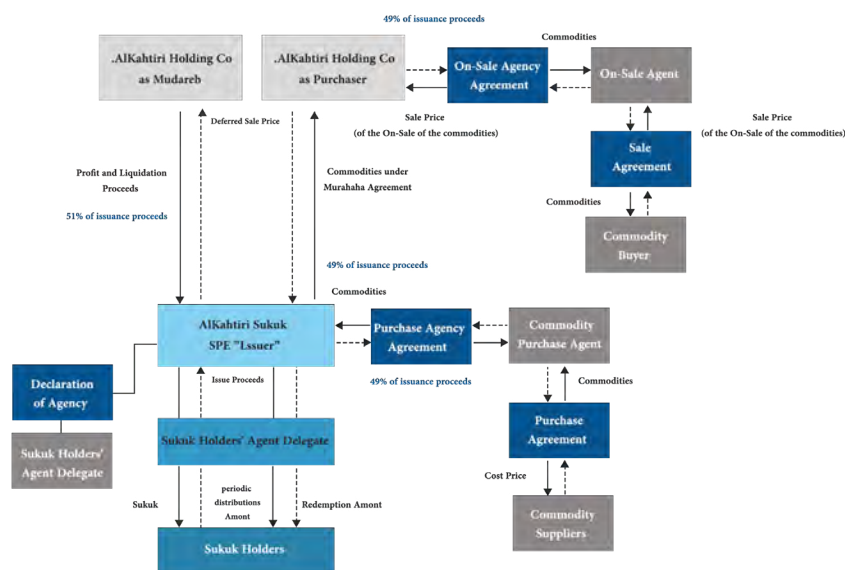 49% of issuance proceeds
.AlKahtiri Holding Co
as Mudareb
.AlKahtiri Holding Co
as Purchaser
On-Sale Agency
Agreement
Commodities
On-Sale Agent
Deferred Sale Price
Sale Price
(of the On-Sale of the commodities)
Sale Price
(of the On-Sale of the commodities)
Sale
Agreement
Profit and Liquidation
Proceeds
51% of issuance proceeds
Commodities under
Murahaha Agreement
Commodities
Commodity
Buyer
49% of issuance proceeds
Commodities
AlKahtiri Sukuk
SPE "Lssuer"
Purchase Agency
Agreement
Commodity
Purchase Agent
49% of issuance proceeds
Commodities
Declaration
of Agency
Issue Proceeds
Sukuk Holders' Agent Delegate
Purchase
Agreement
Sukuk Holders'
Agent Delegate
Sukuk
periodic
distributions
Amont
Redemption Amont
Cost Price
Sukuk Holders
Commodity
Suppliers